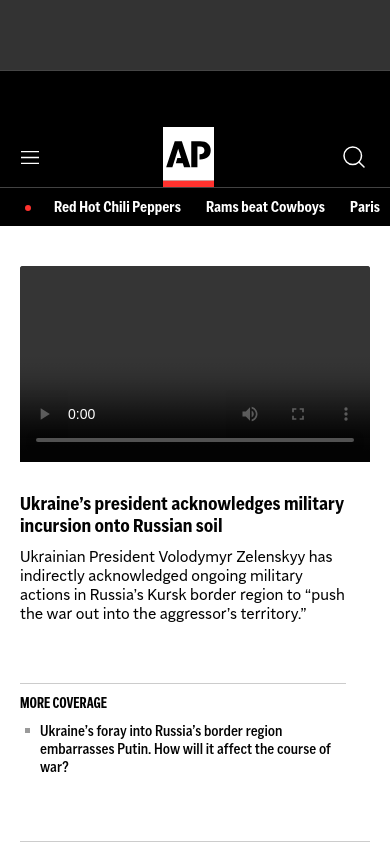 AP
Red Hot Chili Peppers Rams beat Cowboys Paris
0:00
Ukraine’s president acknowledges military
incursion onto Russian soil
Ukrainian President Volodymyr Zelenskyy has
indirectly acknowledged ongoing military
actions in Russia’s Kursk border region to “push
the war out into the aggressor’s territory.”
MORE COVERAGE
Ukraine’s foray into Russia’s border region
embarrasses Putin. How will it affect the course of
war?